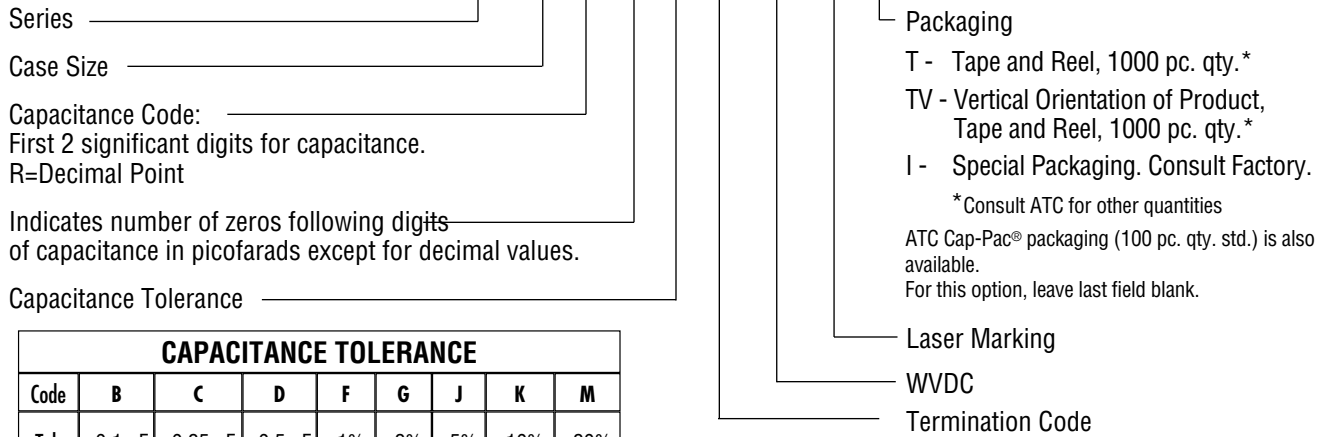 Series
Case Size
Capacitance Code:
First 2 significant digits for capacitance.
R=Decimal Point
Indicates number of zeros following digits
of capacitance in picofarads except for decimal values.
Capacitance Tolerance
CAPACITANCE TOLERANCE
Code B C D F G J K M
Packaging
T - Tape and Reel, 1000 pc. qty.*
TV - Vertical Orientation of Product,
Tape and Reel, 1000 pc. qty.*
I - Special Packaging. Consult Factory.
*Consult ATC for other quantities
ATC Cap-Pac® packaging (100 pc. qty. std.) is also
available.
For this option, leave last field blank.
Laser Marking
WVDC
Termination Code